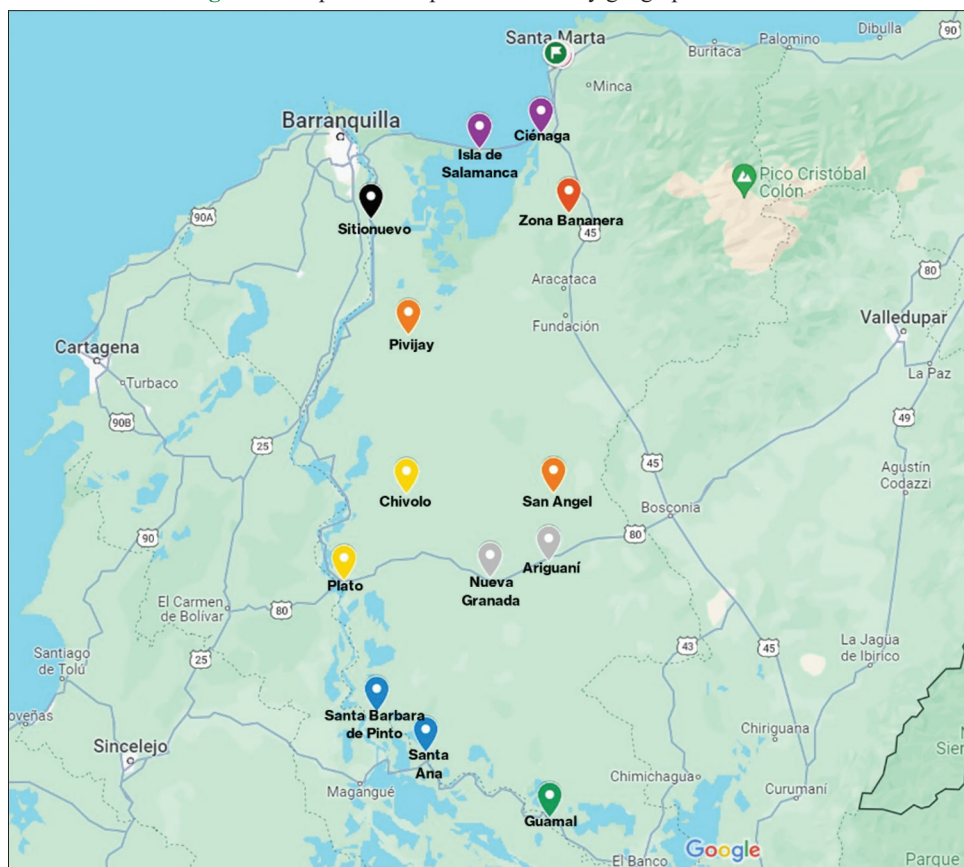 Santa Marta
Dibulla
90
Buritaca
Palomino
Minca
Barranquilla
Ciénaga
Isla de
Salamanca
Pico Cristóbal
Colón
Zona Bananera
90A
Sitionuevo
45
Aracataca
80
Fundación
Valledupar
Pivijay
Cartagena
La Paz
Turbaco
90B
49
25
45
Agustín
Codazzi
Chivolo
San Angel
Bosconia
90
80
Ariguaní
Plato
Nueva
Granada
El Carmen
de Bolívar
80
43
45
La Jagua
de Ibirico
25
Santiago
de Tolú
Santa Barbara
de Pinto
Chiriguana
Sincelejo
Santa
Ana
Magangué
Chimichagua
Curumaní
Guamal
Google
El Banco
Parque